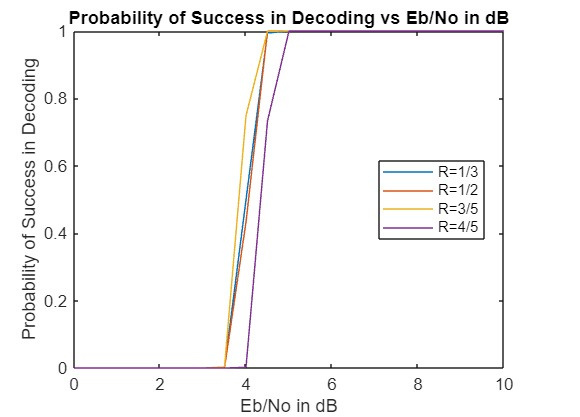 Probability of Success in Decoding vs Eb/No in dB
Probability of Success in Decoding
1
0.8
0.6
0.4
0.2
0
R=1/3
R=1/2
R=3/5
R=4/5
0 2 4 6 8 10
Eb/No in dB